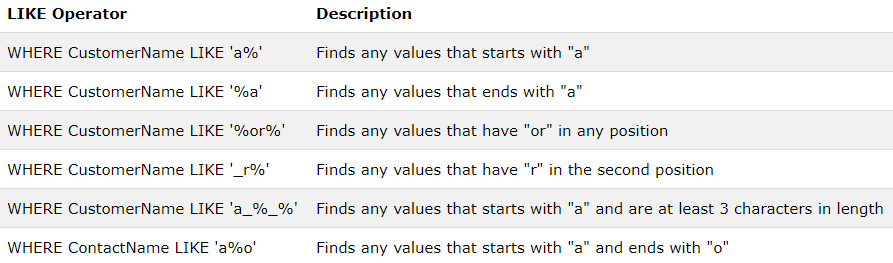 LIKE Operator Description
WHERE CustomerName LIKE 'a%' Finds any values that starts with "a"
WHERE CustomerName LIKE '%a' Finds any values that ends with "a"
WHERE CustomerName LIKE '%or%' Finds any values that have "or" in any position
WHERE CustomerName LIKE '_r%' Finds any values that have "r" in the second position
WHERE CustomerName LIKE 'a_%_%' Finds any values that starts with "a" and are at least 3 characters in length
WHERE ContactName LIKE 'a%o' Finds any values that starts with "a" and ends with "o"